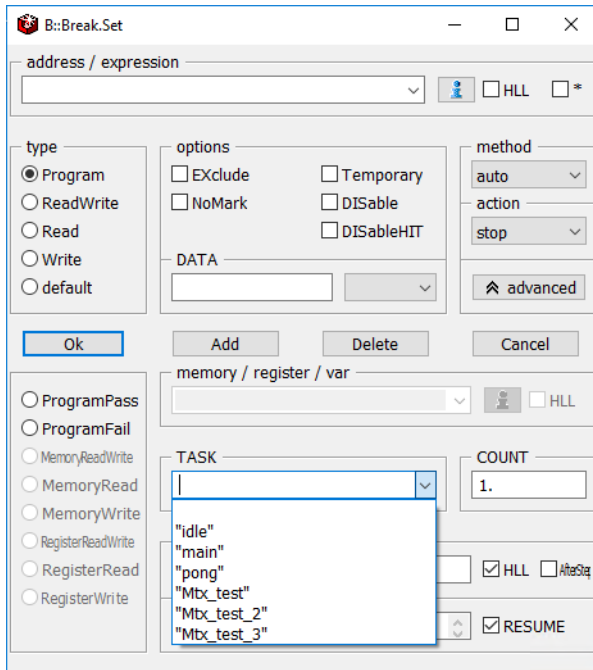 B::Break.Set
address / expression
HLL
*
type
Program
ReadWrite
Read
Write
default
options
EXclude
Temporary
NoMark
DISable
DISableHIT
DATA
method
auto
action
stop
advanced
Ok
Add
Delete
Cancel
memory / register / var
HLL
ProgramPass
ProgramFail
MemoryReadWrite
MemoryRead
MemoryWrite
RegisterReadWrite
RegisterRead
RegisterWrite
TASK
"idle"
"main"
"pong"
"Mtx_test"
"Mtx_test_2"
"Mtx_test_3"
COUNT
1.
HLL
AfterStep
RESUME